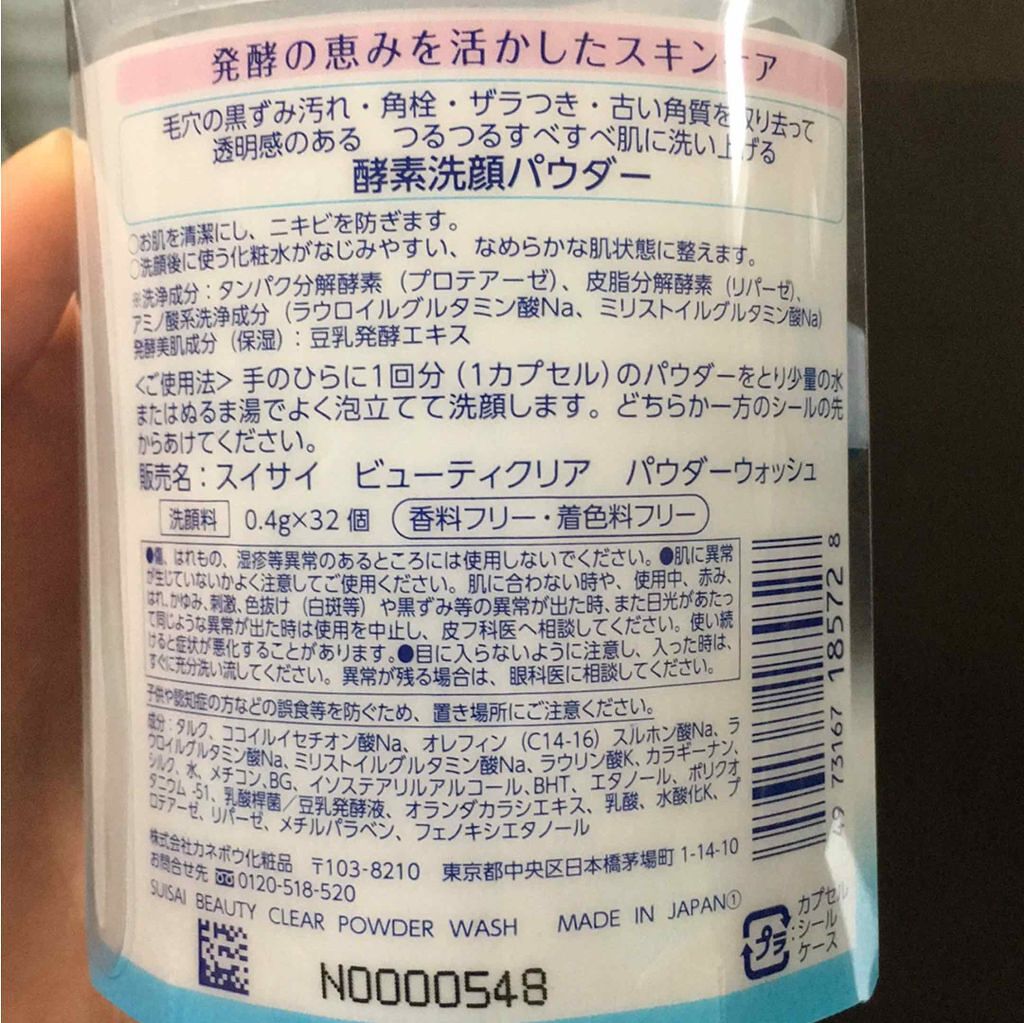 発酵の恵みを活かしたスキンケア
毛穴の黒ずみ汚れ・角栓・ザラつき・古い角質を取り去って
透明感のある つるつるすべすべ肌に洗い上げる
酵素洗顔パウダー
○お肌を清潔にし、ニキビを防ぎます。
○洗顔後に使う化粧水がなじみやすい、なめらかな肌状態に整えます。
※洗浄成分：タンパク分解酵素（プロテアーゼ）、皮脂分解酵素（リパーゼ）、
アミノ酸系洗浄成分（ラウロイルグルタミン酸Na、ミリストイルグルタミン酸Na）
発酵美肌成分（保湿）：豆乳発酵エキス
＜ご使用法＞手のひらに1回分（1カプセル）のパウダーをとり少量の水
またはぬるま湯でよく泡立てて洗顔します。どちらか一方のシールの先
からあけてください。
販売名：スイサイ ビューティクリア パウダーウォッシュ
洗顔料 0.4g×32個 香料フリー・着色料フリー
●傷、はれもの、湿疹等異常のあるところには使用しないでください。●肌に異常
が生じていないかよく注意してご使用ください。肌に合わない時や、使用中、赤み、
はれ、かゆみ、刺激、色抜け（白斑等）や黒ずみ等の異常が出た時、また日光があたっ
て同じような異常が出た時は使用を中止し、皮フ科医へ相談してください。使い続
けると症状が悪化することがあります。●目に入らないように注意し、入った時は、
すぐに充分洗い流してください。異常が残る場合は、眼科医に相談してください。
子供や認知症の方などの誤食等を防ぐため、置き場所にご注意ください。
成分：タルク、ココイルイセチオン酸Na、オレフィン（C14-16）スルホン酸Na、ラ
ウロイルグルタミン酸Na、ミリストイルグルタミン酸Na、ラウリン酸K、カラギーナン、
シルク、水、メチコン、BG、イソステアリルアルコール、BHT、エタノール、ポリクオ
タニウム-51、乳酸桿菌／豆乳発酵液、オランダカラシエキス、乳酸、水酸化K、プ
ロテアーゼ、リパーゼ、メチルパラベン、フェノキシエタノール
株式会社カネボウ化粧品 〒103-8210 東京都中央区日本橋茅場町1-14-10
お問合せ先 0120-518-520
SUISAI BEAUTY CLEAR POWDER WASH MADE IN JAPAN①
プラ：カプセル
シール
ケース
N0000548
49 73167 18572 8